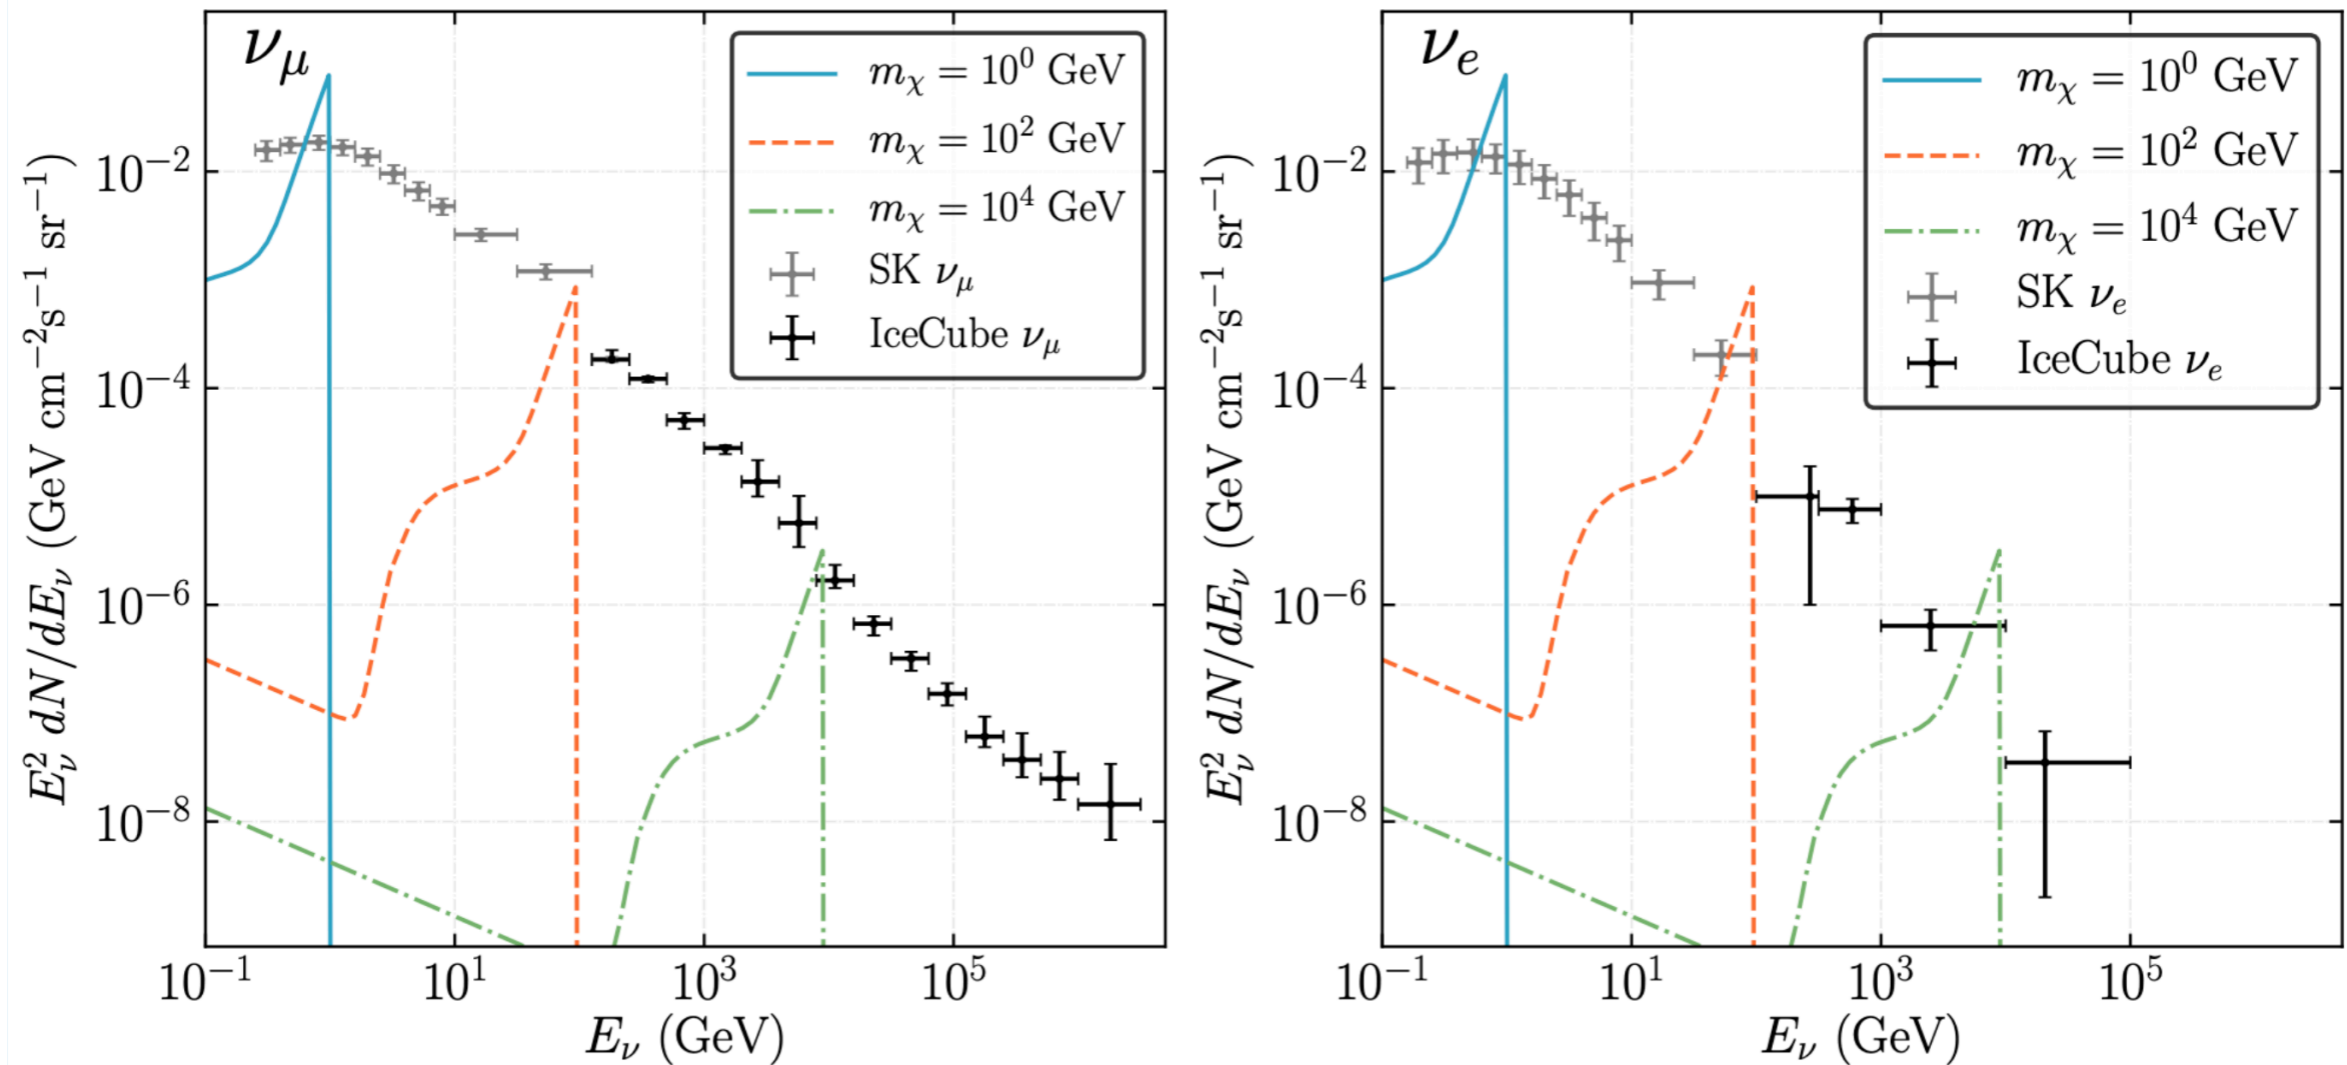 ν_μ
m_χ = 10^0 GeV
m_χ = 10^2 GeV
m_χ = 10^4 GeV
SK ν_μ
IceCube ν_μ
10^−2
10^−4
10^−6
10^−8
E_ν^2 dN/dE_ν (GeV cm^−2s^−1 sr^−1)
10^−1 10^1 10^3 10^5
E_ν (GeV)
ν_e
m_χ = 10^0 GeV
m_χ = 10^2 GeV
m_χ = 10^4 GeV
SK ν_e
IceCube ν_e
10^−2
10^−4
10^−6
10^−8
E_ν^2 dN/dE_ν (GeV cm^−2s^−1 sr^−1)
10^−1 10^1 10^3 10^5
E_ν (GeV)